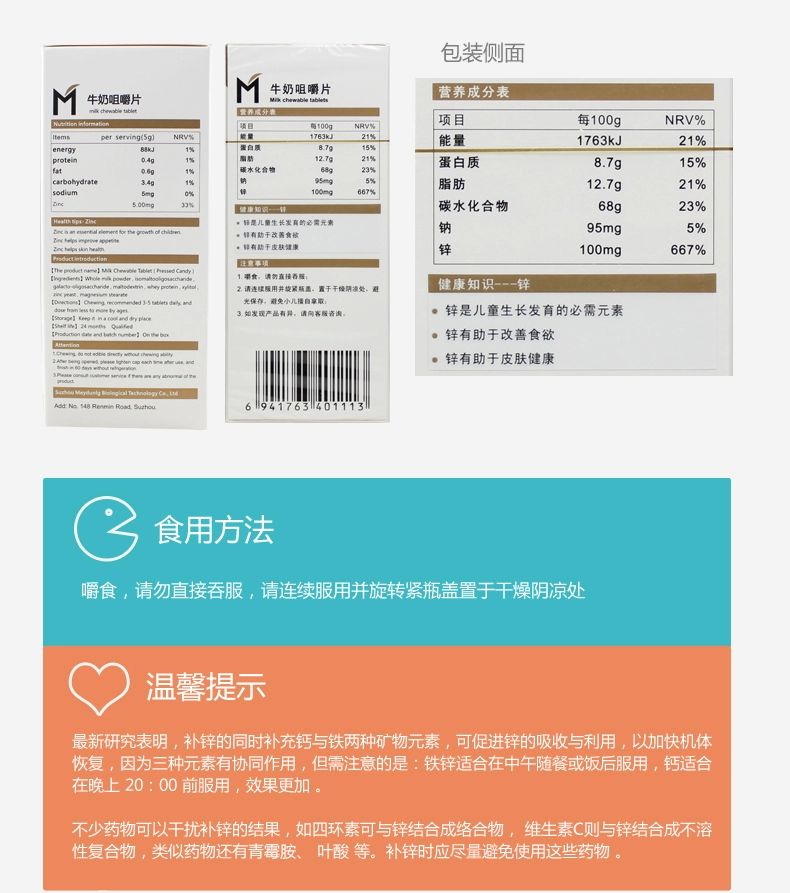 包装侧面
M 牛奶咀嚼片
milk chewable tablet
Nutrition information
Items per serving(5g) NRV%
energy 88kJ 1%
protein 0.4g 1%
fat 0.6g 1%
carbohydrate 3.4g 1%
sodium 5mg 0%
Zinc 5.00mg 33%
Health tips- Zinc
Zinc is an essential element for the growth of children.
Zinc helps improve appetite.
Zinc helps skin health.
Product introduction
【The product name】Milk Chewable Tablet ( Pressed Candy )
【Ingredients】Whole milk powder , isomaltooligosaccharide ,
galacto-oligosaccharide , maltodextrin , whey protein , xylitol ,
zinc yeast , magnesium stearate
【Directions】Chewing, recommended 3-5 tablets daily, and
dose from less to more by ages.
【Storage】Keep it in a cool and dry place.
【Shelf life】24 months Qualified
【Production date and batch number】On the box
Attention
1.Chewing, do not edible directly without chewing ability.
2.After being opened, please tighten cap each time after use, and
finish in 60 days without refrigeration.
3.Please consult customer service if there are any abnormal of the
product.
Suzhou Meydunlg Biological Technology Co., Ltd
Add: No. 148 Renmin Road, Suzhou.
M 牛奶咀嚼片
Milk chewable tablets
营养成分表
项目 每100g NRV%
能量 1763kJ 21%
蛋白质 8.7g 15%
脂肪 12.7g 21%
碳水化合物 68g 23%
钠 95mg 5%
锌 100mg 667%
健康知识---锌
• 锌是儿童生长发育的必需元素
• 锌有助于改善食欲
• 锌有助于皮肤健康
注意事项
1. 嚼食，请勿直接吞服；
2. 请连续服用并旋紧瓶盖，置于干燥阴凉处，避
光保存，避免小儿擅自拿取；
3. 如发现产品有异，请向客服咨询。
6 941763 401113
营养成分表
项目 每100g NRV%
能量 1763kJ 21%
蛋白质 8.7g 15%
脂肪 12.7g 21%
碳水化合物 68g 23%
钠 95mg 5%
锌 100mg 667%
健康知识---锌
• 锌是儿童生长发育的必需元素
• 锌有助于改善食欲
• 锌有助于皮肤健康
食用方法
嚼食，请勿直接吞服，请连续服用并旋转紧瓶盖置于干燥阴凉处
温馨提示
最新研究表明，补锌的同时补充钙与铁两种矿物元素，可促进锌的吸收与利用，以加快机体
恢复，因为三种元素有协同作用，但需注意的是：铁锌适合在中午随餐或饭后服用，钙适合
在晚上 20：00 前服用，效果更加 。
不少药物可以干扰补锌的结果，如四环素可与锌结合成络合物， 维生素C则与锌结合成不溶
性复合物，类似药物还有青霉胺、 叶酸 等。补锌时应尽量避免使用这些药物 。